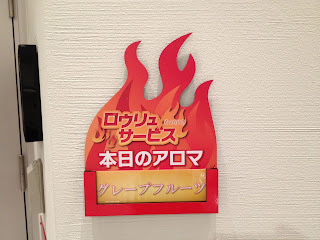 ロウリュ
サービス
本日のアロマ
グレープフルーツ